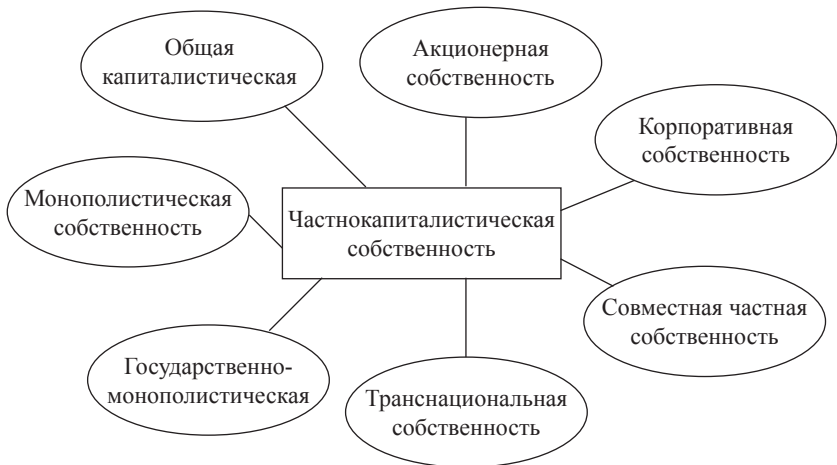 Общая
капиталистическая
Акционерная
собственность
Корпоративная
собственность
Монополистическая
собственность
Частнокапиталистическая
собственность
Совместная частная
собственность
Государственно-
монополистическая
Транснациональная
собственность